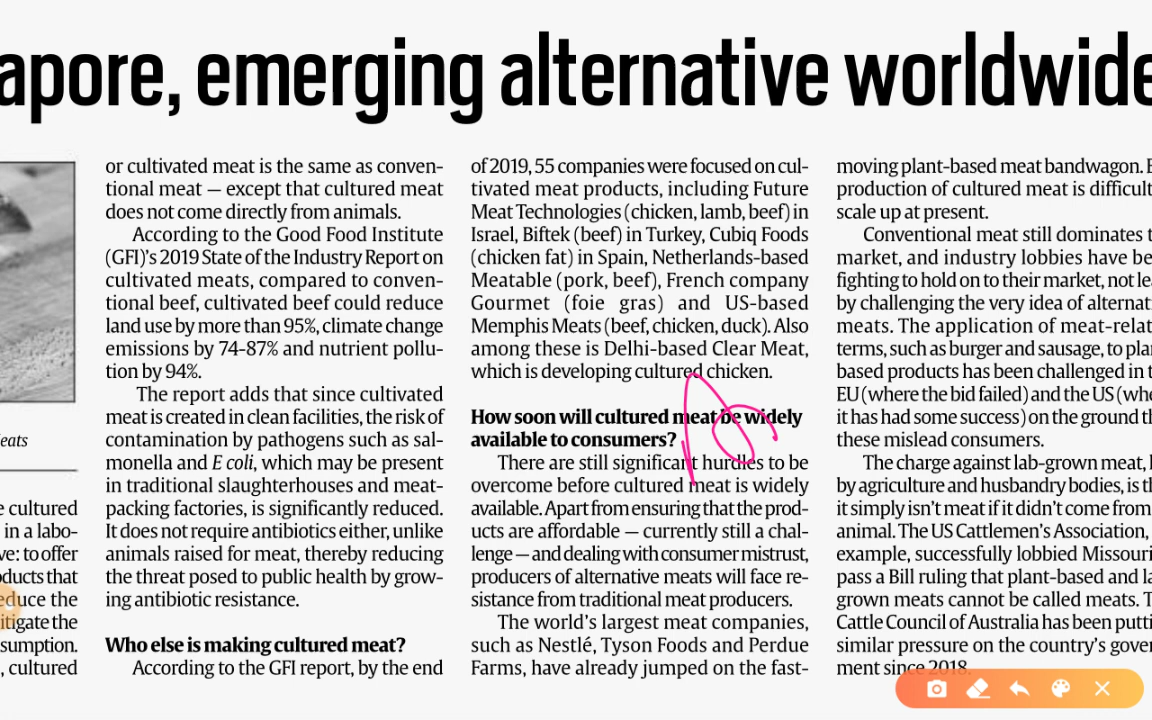 apore, emerging alternative worldwide
eats
e cultured
in a labo-
ve: to offer
oducts that
educe the
itigate the
sumption.
, cultured
or cultivated meat is the same as conven-
tional meat — except that cultured meat
does not come directly from animals.
According to the Good Food Institute
(GFI)'s 2019 State of the Industry Report on
cultivated meats, compared to conven-
tional beef, cultivated beef could reduce
land use by more than 95%, climate change
emissions by 74-87% and nutrient pollu-
tion by 94%.
The report adds that since cultivated
meat is created in clean facilities, the risk of
contamination by pathogens such as sal-
monella and E coli, which may be present
in traditional slaughterhouses and meat-
packing factories, is significantly reduced.
It does not require antibiotics either, unlike
animals raised for meat, thereby reducing
the threat posed to public health by grow-
ing antibiotic resistance.
Who else is making cultured meat?
According to the GFI report, by the end
of 2019, 55 companies were focused on cul-
tivated meat products, including Future
Meat Technologies (chicken, lamb, beef) in
Israel, Biftek (beef) in Turkey, Cubiq Foods
(chicken fat) in Spain, Netherlands-based
Meatable (pork, beef), French company
Gourmet (foie gras) and US-based
Memphis Meats (beef, chicken, duck). Also
among these is Delhi-based Clear Meat,
which is developing cultured chicken.
How soon will cultured meat be widely
available to consumers?
There are still significant hurdles to be
overcome before cultured meat is widely
available. Apart from ensuring that the prod-
ucts are affordable — currently still a chal-
lenge — and dealing with consumer mistrust,
producers of alternative meats will face re-
sistance from traditional meat producers.
The world's largest meat companies,
such as Nestlé, Tyson Foods and Perdue
Farms, have already jumped on the fast-
moving plant-based meat bandwagon. B
production of cultured meat is difficult
scale up at present.
Conventional meat still dominates t
market, and industry lobbies have be
fighting to hold on to their market, not lea
by challenging the very idea of alternati
meats. The application of meat-relat
terms, such as burger and sausage, to plan
based products has been challenged in t
EU (where the bid failed) and the US (whe
it has had some success) on the ground th
these mislead consumers.
The charge against lab-grown meat, l
by agriculture and husbandry bodies, is th
it simply isn't meat if it didn't come from
animal. The US Cattlemen's Association,
example, successfully lobbied Missouri
pass a Bill ruling that plant-based and la
grown meats cannot be called meats. T
Cattle Council of Australia has been putti
similar pressure on the country's gover
ment since 2018.